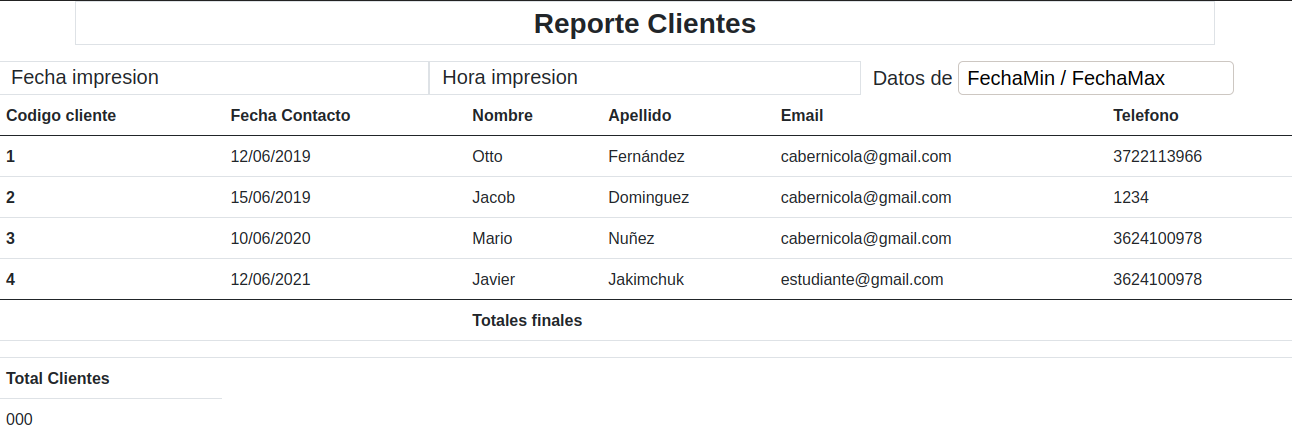 Reporte Clientes
Fecha impresion Hora impresion Datos de FechaMin / FechaMax
Codigo cliente Fecha Contacto Nombre Apellido Email Telefono
1 12/06/2019 Otto Fernández cabernicola@gmail.com 3722113966
2 15/06/2019 Jacob Dominguez cabernicola@gmail.com 1234
3 10/06/2020 Mario Nuñez cabernicola@gmail.com 3624100978
4 12/06/2021 Javier Jakimchuk estudiante@gmail.com 3624100978
Totales finales
Total Clientes
000